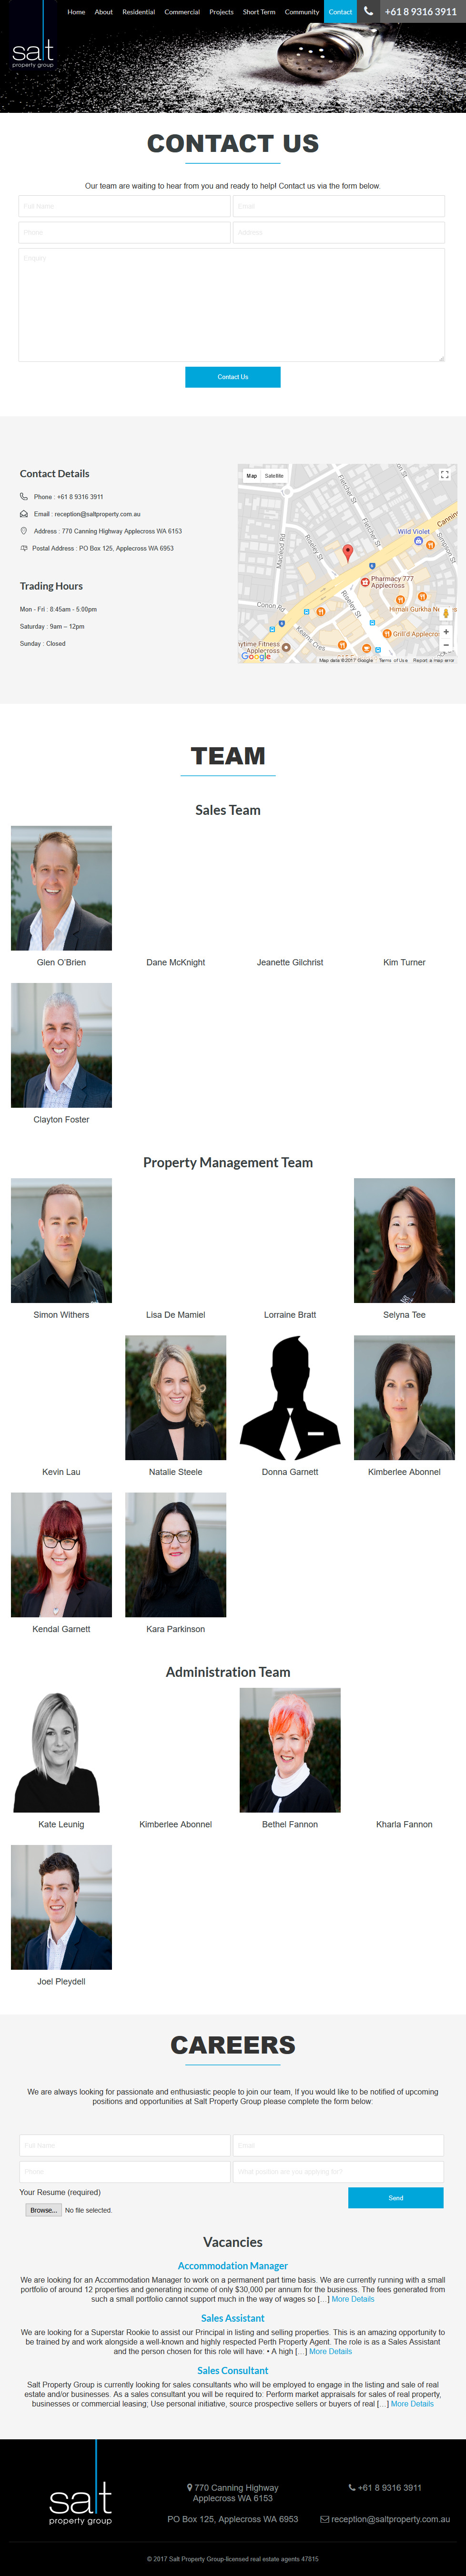 salt
property group
Home About Residential Commercial Projects Short Term Community Contact +61 8 9316 3911
CONTACT US
Our team are waiting to hear from you and ready to help! Contact us via the form below.
Full Name Email
Phone Address
Enquiry
Contact Us
Contact Details
Phone : +61 8 9316 3911
Email : reception@saltproperty.com.au
Address : 770 Canning Highway Applecross WA 6153
Postal Address : PO Box 125, Applecross WA 6953
Trading Hours
Mon - Fri : 8:45am - 5:00pm
Saturday : 9am – 12pm
Sunday : Closed
Map Satellite
Fletcher St
Fletcher St
Macleod Rd
Roseley St
Roseley St
Simpson St
Wild Violet
Canning
Pharmacy 777
Applecross
Himali Gurkha
Conon Rd
Kearns Cres
Grill'd Applecross
ytime Fitness
Applecross
Google
Map data ©2017 Google Terms of Use Report a map error
TEAM
Sales Team
Glen O'Brien Dane McKnight Jeanette Gilchrist Kim Turner
Clayton Foster
Property Management Team
Simon Withers Lisa De Mamiel Lorraine Bratt Selyna Tee
Kevin Lau Natalie Steele Donna Garnett Kimberlee Abonnel
Kendal Garnett Kara Parkinson
Administration Team
Kate Leunig Kimberlee Abonnel Bethel Fannon Kharla Fannon
Joel Pleydell
CAREERS
We are always looking for passionate and enthusiastic people to join our team, If you would like to be notified of upcoming
positions and opportunities at Salt Property Group please complete the form below:
Full Name Email
Phone What position are you applying for?
Your Resume (required)
Browse... No file selected.
Send
Vacancies
Accommodation Manager
We are looking for an Accommodation Manager to work on a permanent part time basis. We are currently running with a small
portfolio of around 12 properties and generating income of only $30,000 per annum for the business. The fees generated from
such a small portfolio cannot support much in the way of wages so [...] More Details
Sales Assistant
We are looking for a Superstar Rookie to assist our Principal in listing and selling properties. This is an amazing opportunity to
be trained by and work alongside a well-known and highly respected Perth Property Agent. The role is as a Sales Assistant
and the person chosen for this role will have: • A high [...] More Details
Sales Consultant
Salt Property Group is currently looking for sales consultants who will be employed to engage in the listing and sale of real
estate and/or businesses. As a sales consultant you will be required to: Perform market appraisals for sales of real property,
businesses or commercial leasing; Use personal initiative, source prospective sellers or buyers of real [...] More Details
salt
property group
770 Canning Highway
Applecross WA 6153
+61 8 9316 3911
PO Box 125, Applecross WA 6953
reception@saltproperty.com.au
© 2017 Salt Property Group-licensed real estate agents 47815